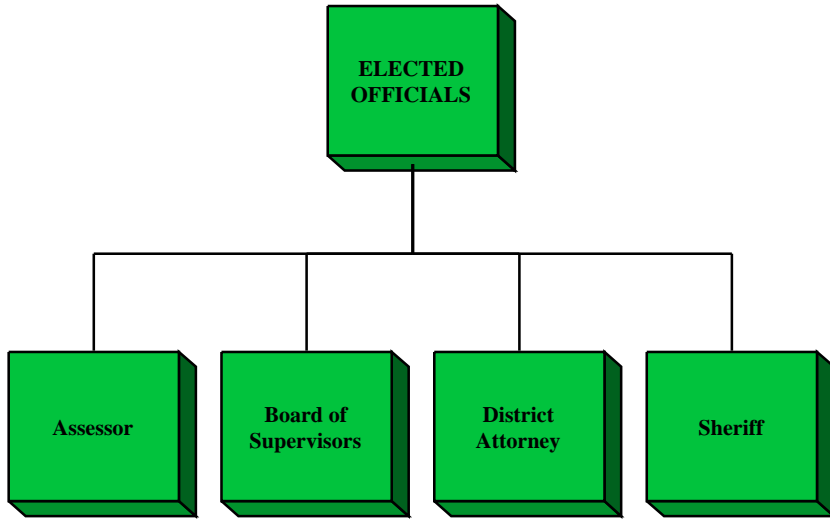 ELECTED
OFFICIALS
Assessor
Board of
Supervisors
District
Attorney
Sheriff